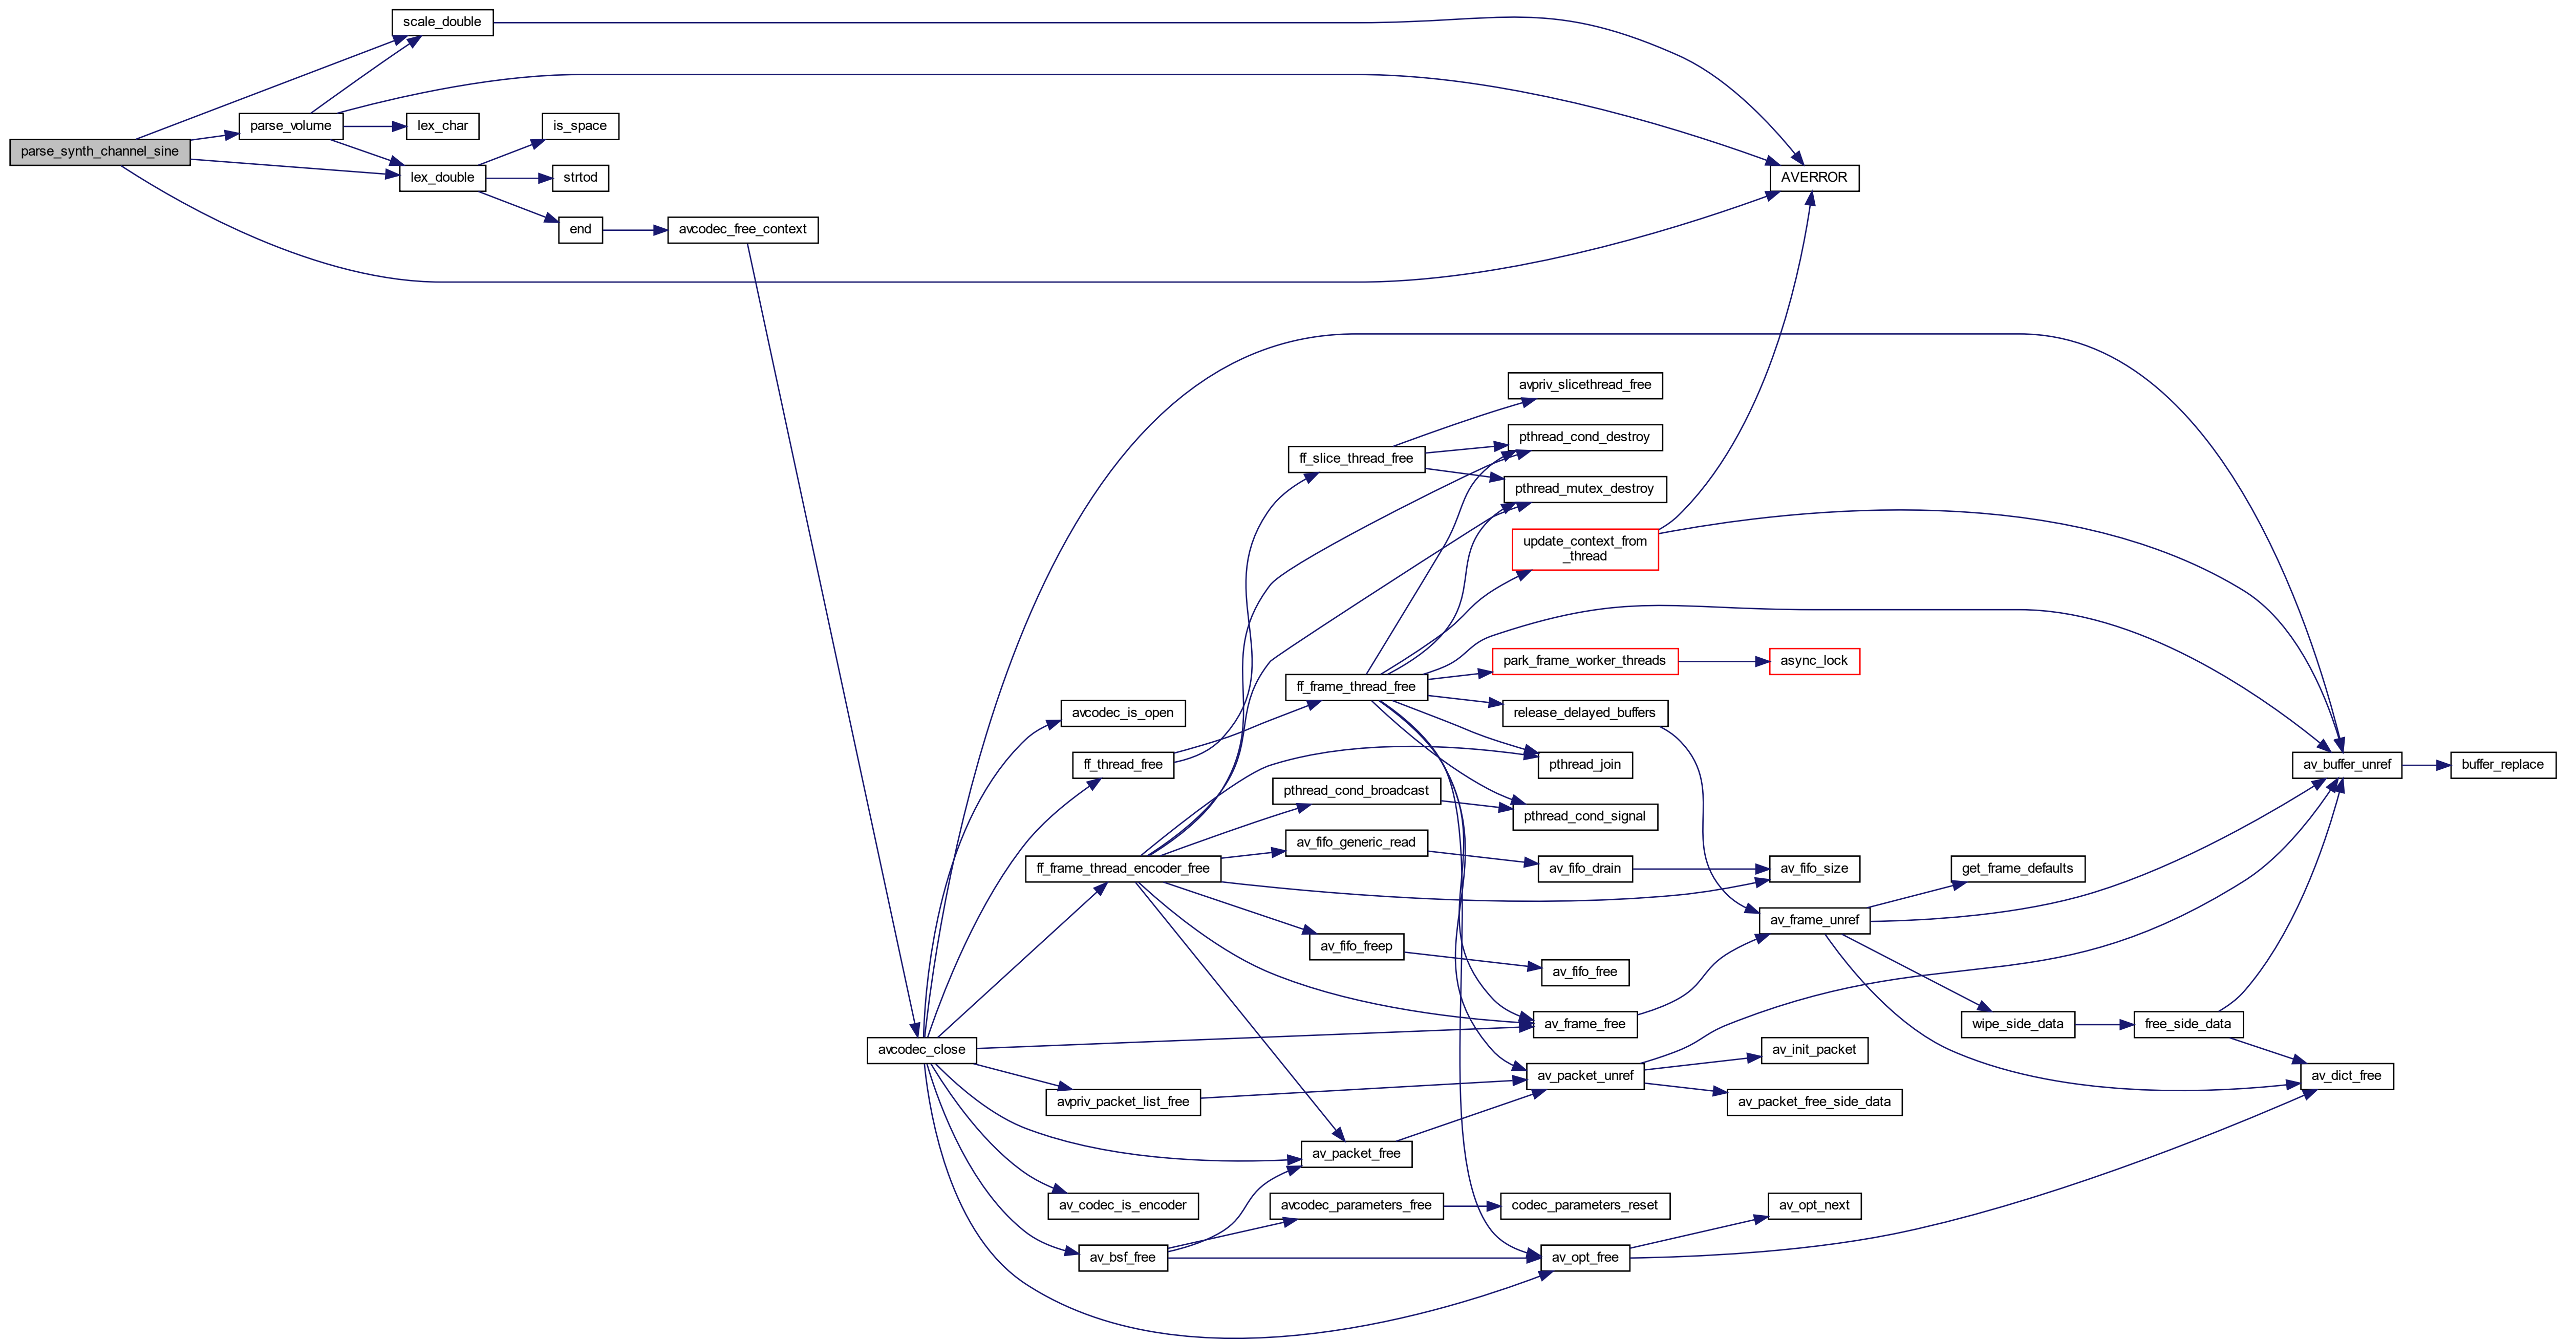 scale_double
parse_volume
lex_char
is_space
parse_synth_channel_sine
lex_double
strtod
AVERROR
end
avcodec_free_context
avpriv_slicethread_free
pthread_cond_destroy
ff_slice_thread_free
pthread_mutex_destroy
update_context_from
_thread
park_frame_worker_threads
async_lock
ff_frame_thread_free
avcodec_is_open
release_delayed_buffers
ff_thread_free
pthread_join
av_buffer_unref
buffer_replace
pthread_cond_broadcast
pthread_cond_signal
av_fifo_generic_read
ff_frame_thread_encoder_free
av_fifo_drain
av_fifo_size
get_frame_defaults
av_frame_unref
av_fifo_freep
av_fifo_free
av_frame_free
wipe_side_data
free_side_data
avcodec_close
av_init_packet
av_packet_unref
av_dict_free
avpriv_packet_list_free
av_packet_free_side_data
av_packet_free
av_codec_is_encoder
avcodec_parameters_free
codec_parameters_reset
av_opt_next
av_bsf_free
av_opt_free